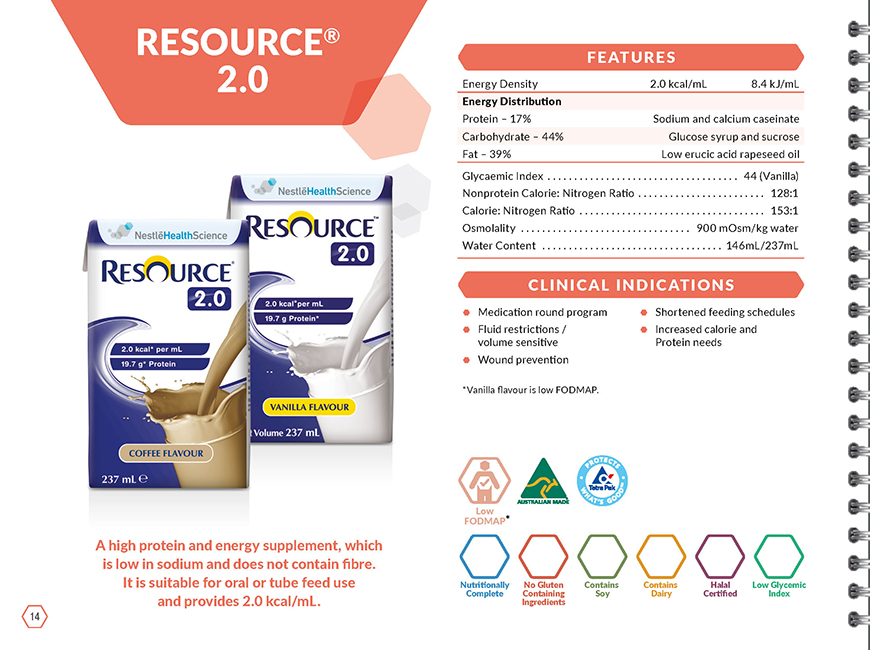 RESOURCE®
2.0
NestléHealthScience
RESOURCE™
2.0
2.0 kcal* per mL
19.7 g Protein*
VANILLA FLAVOUR
Volume 237 mL
NestléHealthScience
RESOURCE®
2.0
2.0 kcal* per mL
19.7 g* Protein
COFFEE FLAVOUR
237 mL ℮
A high protein and energy supplement, which
is low in sodium and does not contain fibre.
It is suitable for oral or tube feed use
and provides 2.0 kcal/mL.
14
FEATURES
Energy Density 2.0 kcal/mL 8.4 kJ/mL
Energy Distribution
Protein – 17% Sodium and calcium caseinate
Carbohydrate – 44% Glucose syrup and sucrose
Fat – 39% Low erucic acid rapeseed oil
Glycaemic Index . . . . . . . . . . . . . . . . . . . . . . . . . . . . . . . . . . 44 (Vanilla)
Nonprotein Calorie: Nitrogen Ratio . . . . . . . . . . . . . . . . . . . . . . . 128:1
Calorie: Nitrogen Ratio . . . . . . . . . . . . . . . . . . . . . . . . . . . . . . . . . 153:1
Osmolality . . . . . . . . . . . . . . . . . . . . . . . . . . . . . . 900 mOsm/kg water
Water Content . . . . . . . . . . . . . . . . . . . . . . . . . . . . . . . . 146mL/237mL
CLINICAL INDICATIONS
Medication round program
Fluid restrictions /
volume sensitive
Wound prevention
Shortened feeding schedules
Increased calorie and
Protein needs
*Vanilla flavour is low FODMAP.
Low
FODMAP*
AUSTRALIAN MADE
PROTECTS
Tetra Pak
WHAT'S GOOD™
Nutritionally
Complete
No Gluten
Containing
Ingredients
Contains
Soy
Contains
Dairy
Halal
Certified
Low Glycemic
Index